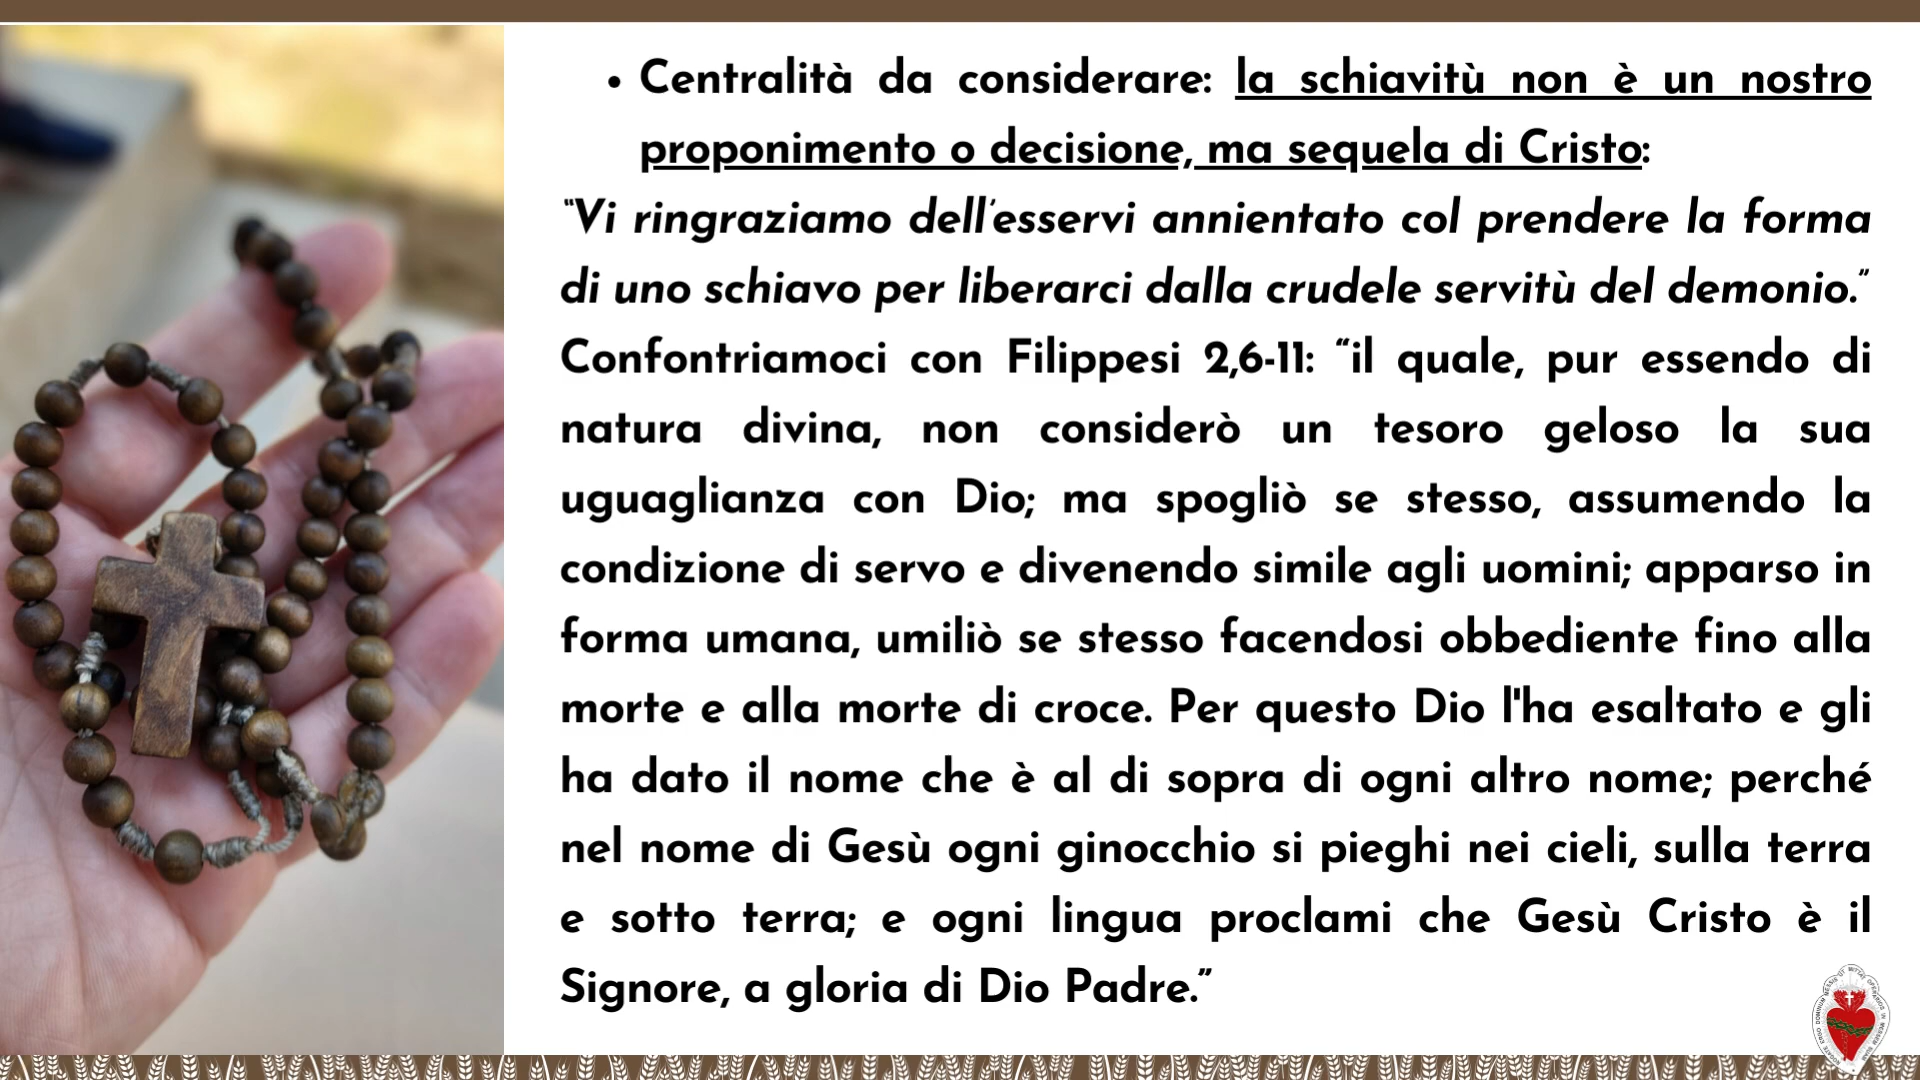 • Centralità da considerare: la schiavitù non è un nostro
proponimento o decisione, ma sequela di Cristo:
“Vi ringraziamo dell’esservi annientato col prendere la forma
di uno schiavo per liberarci dalla crudele servitù del demonio.”
Confontriamoci con Filippesi 2,6-11: “il quale, pur essendo di
natura divina, non considerò un tesoro geloso la sua
uguaglianza con Dio; ma spogliò se stesso, assumendo la
condizione di servo e divenendo simile agli uomini; apparso in
forma umana, umiliò se stesso facendosi obbediente fino alla
morte e alla morte di croce. Per questo Dio l'ha esaltato e gli
ha dato il nome che è al di sopra di ogni altro nome; perché
nel nome di Gesù ogni ginocchio si pieghi nei cieli, sulla terra
e sotto terra; e ogni lingua proclami che Gesù Cristo è il
Signore, a gloria di Dio Padre.”